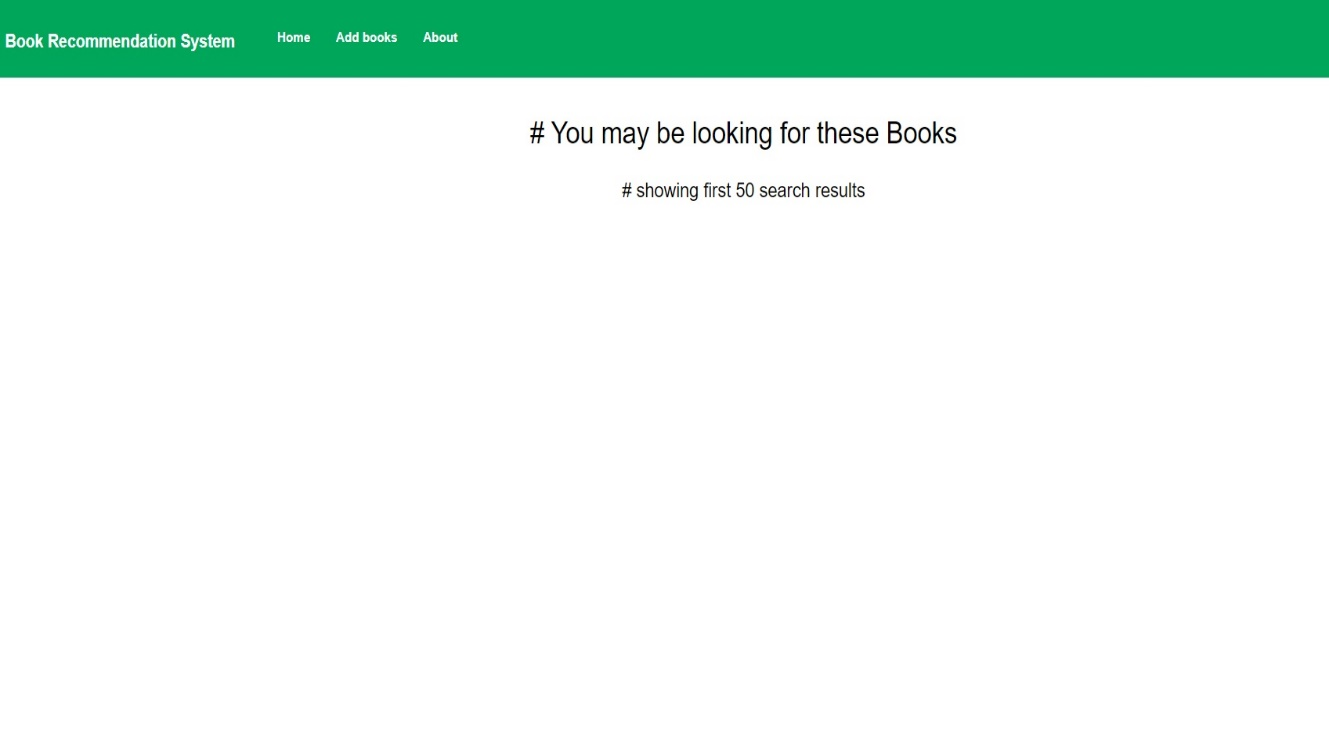 Book Recommendation System Home Add books About
# You may be looking for these Books
# showing first 50 search results